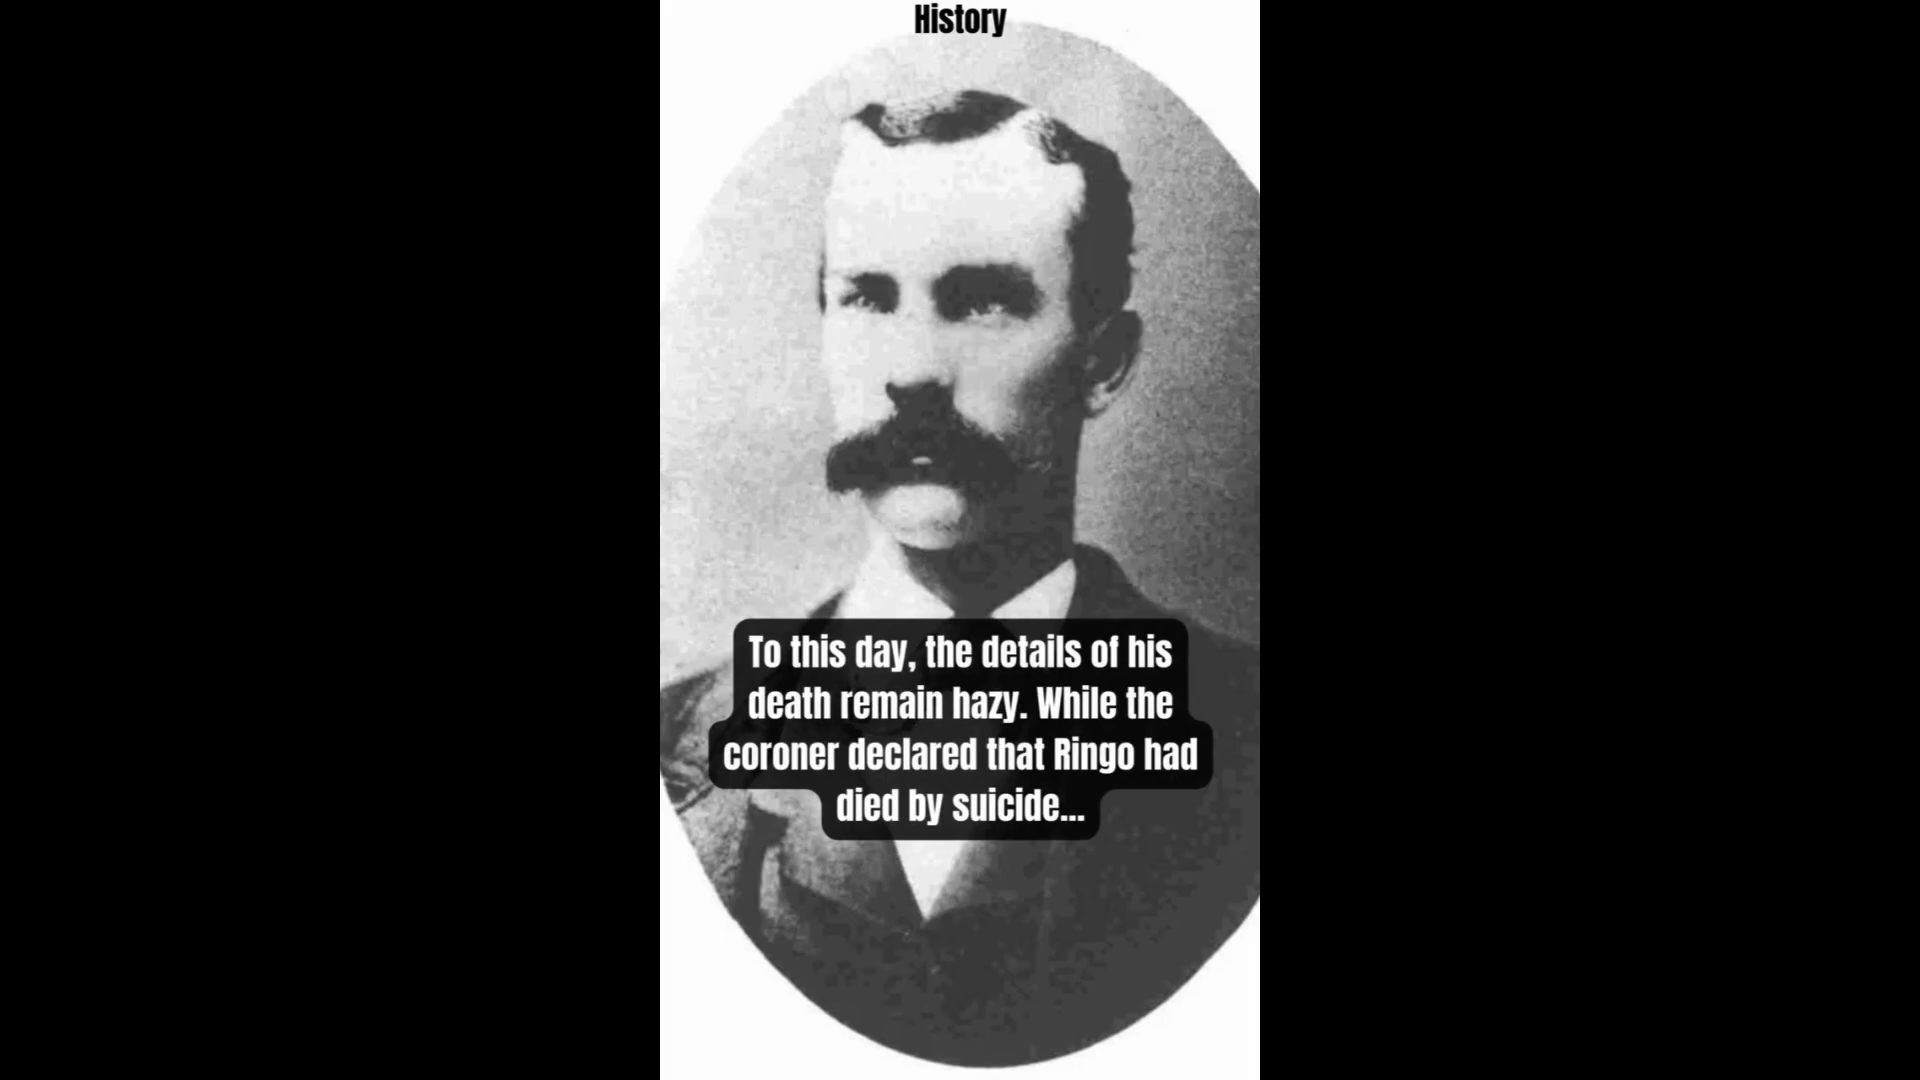 History
To this day, the details of his
death remain hazy. While the
coroner declared that Ringo had
died by suicide...